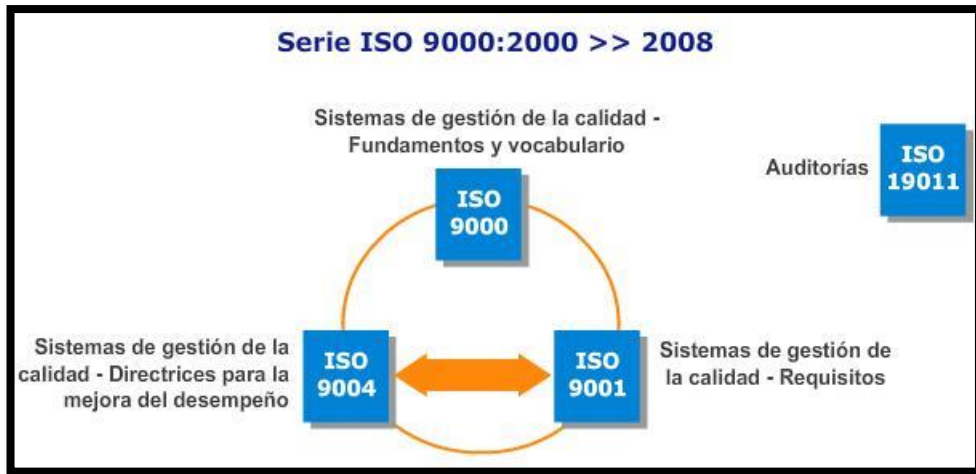 Serie ISO 9000:2000 >> 2008
Sistemas de gestión de la calidad -
Fundamentos y vocabulario
ISO
9000
Auditorías
ISO
19011
Sistemas de gestión de la
calidad - Directrices para la
mejora del desempeño
ISO
9004
ISO
9001
Sistemas de gestión de
la calidad - Requisitos